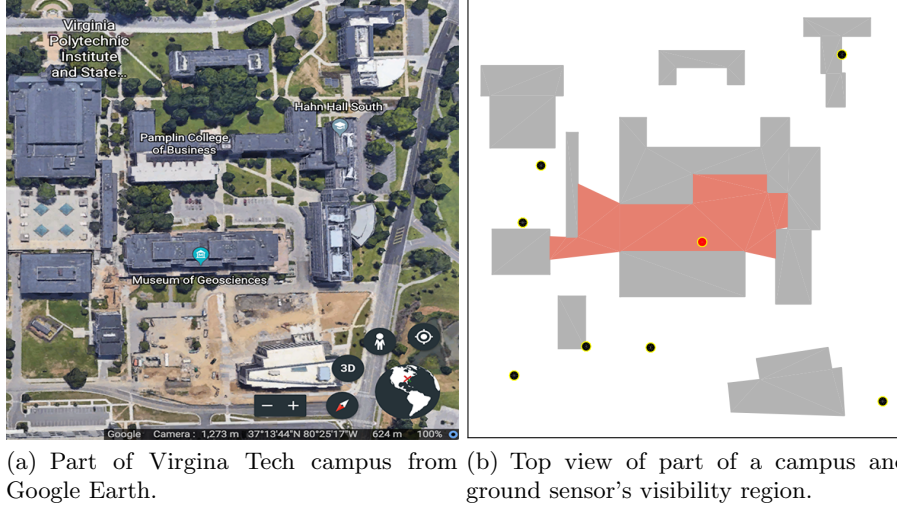 Virginia
Polytechnic
Institute
and State...
Hahn Hall South
Pamplin College
of Business
Museum of Geosciences
3D
Google Camera : 1,273 m 37°13'44"N 80°25'17"W 624 m 100%
(a) Part of Virgina Tech campus from
Google Earth.
(b) Top view of part of a campus and
ground sensor's visibility region.